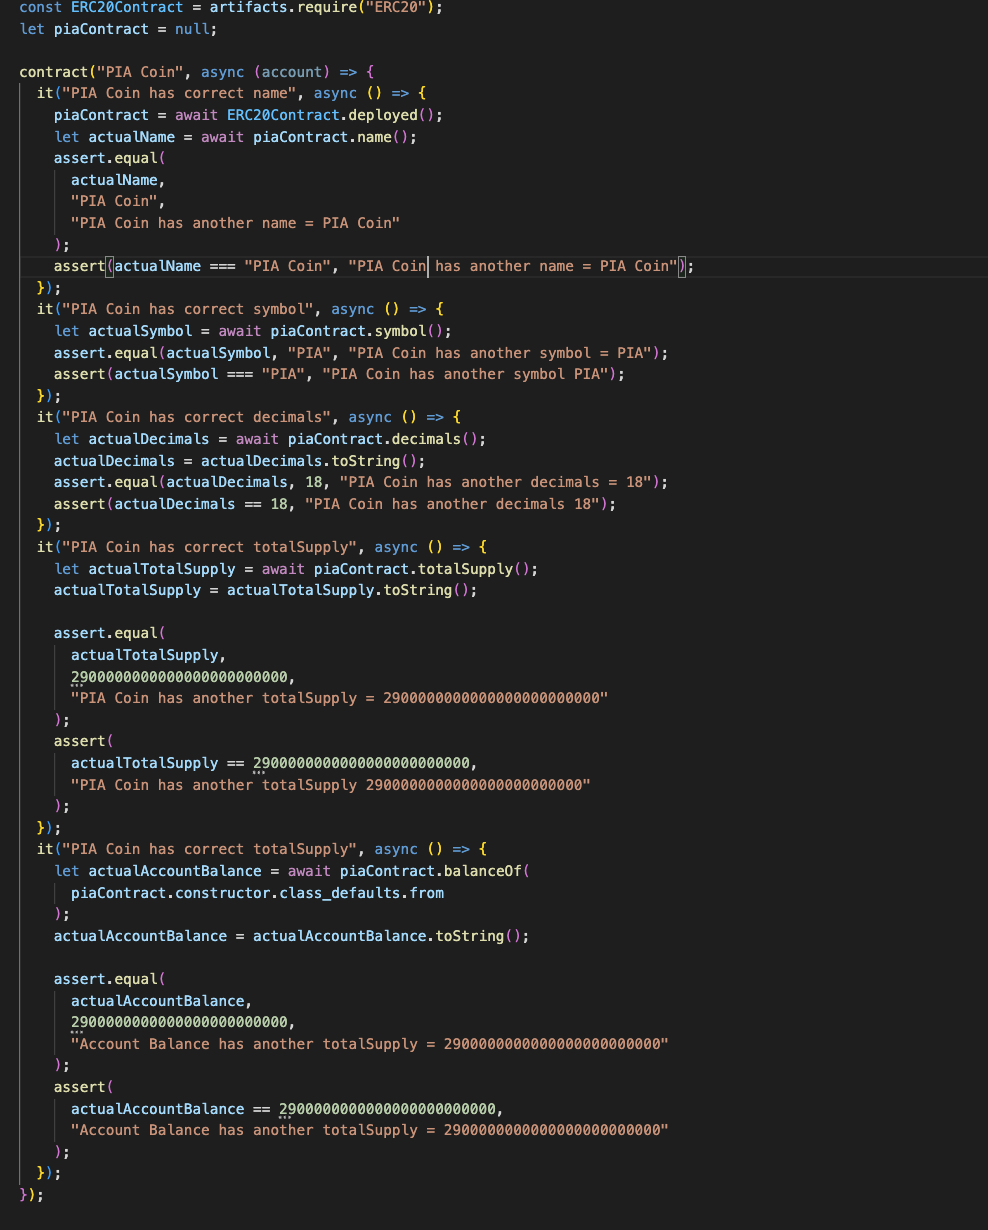 const ERC20Contract = artifacts.require("ERC20");
let piaContract = null;
contract("PIA Coin", async (account) => {
it("PIA Coin has correct name", async () => {
piaContract = await ERC20Contract.deployed();
let actualName = await piaContract.name();
assert.equal(
actualName,
"PIA Coin",
"PIA Coin has another name = PIA Coin"
);
assert(actualName === "PIA Coin", "PIA Coin has another name = PIA Coin");
});
it("PIA Coin has correct symbol", async () => {
let actualSymbol = await piaContract.symbol();
assert.equal(actualSymbol, "PIA", "PIA Coin has another symbol = PIA");
assert(actualSymbol === "PIA", "PIA Coin has another symbol PIA");
});
it("PIA Coin has correct decimals", async () => {
let actualDecimals = await piaContract.decimals();
actualDecimals = actualDecimals.toString();
assert.equal(actualDecimals, 18, "PIA Coin has another decimals = 18");
assert(actualDecimals == 18, "PIA Coin has another decimals 18");
});
it("PIA Coin has correct totalSupply", async () => {
let actualTotalSupply = await piaContract.totalSupply();
actualTotalSupply = actualTotalSupply.toString();
assert.equal(
actualTotalSupply,
2900000000000000000000000,
"PIA Coin has another totalSupply = 2900000000000000000000000"
);
assert(
actualTotalSupply == 2900000000000000000000000,
"PIA Coin has another totalSupply 2900000000000000000000000"
);
});
it("PIA Coin has correct totalSupply", async () => {
let actualAccountBalance = await piaContract.balanceOf(
piaContract.constructor.class_defaults.from
);
actualAccountBalance = actualAccountBalance.toString();
assert.equal(
actualAccountBalance,
2900000000000000000000000,
"Account Balance has another totalSupply = 2900000000000000000000000"
);
assert(
actualAccountBalance == 2900000000000000000000000,
"Account Balance has another totalSupply = 2900000000000000000000000"
);
});
});